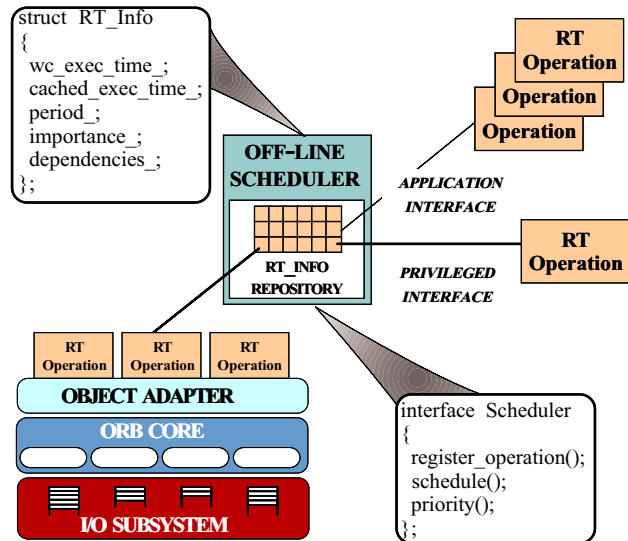 struct RT_Info
{
wc_exec_time_;
cached_exec_time_;
period_;
importance_;
dependencies_;
};
RT
Operation
Operation
Operation
OFF-LINE
SCHEDULER
APPLICATION
INTERFACE
RT_INFO
REPOSITORY
PRIVILEGED
INTERFACE
RT
Operation
RT
Operation
RT
Operation
RT
Operation
OBJECT ADAPTER
ORB CORE
I/O SUBSYSTEM
interface Scheduler
{
register_operation();
schedule();
priority();
};